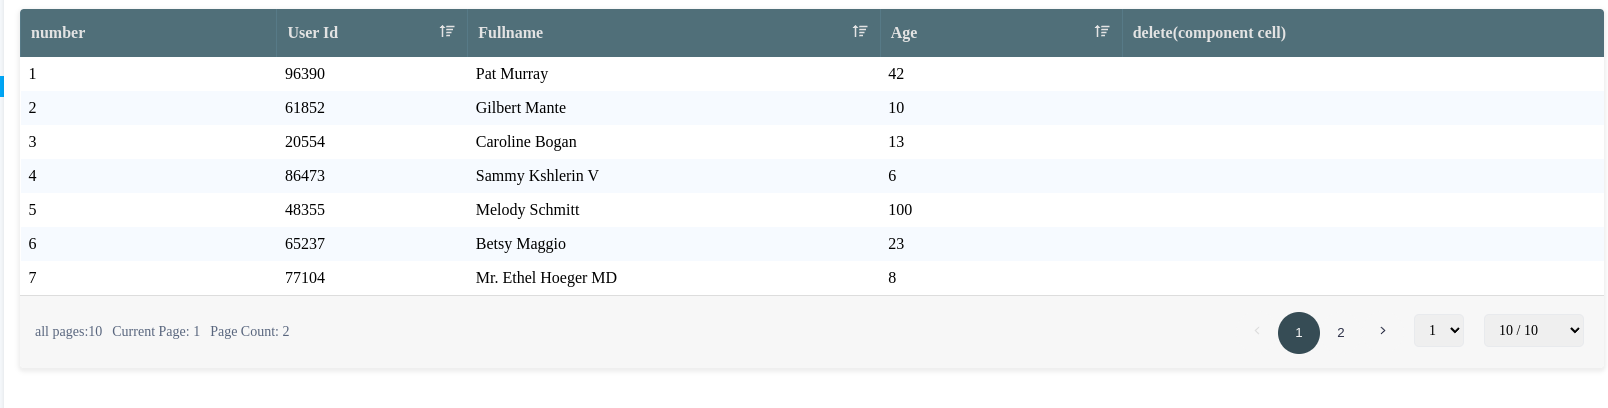 number User Id Fullname Age delete(component cell)
1 96390 Pat Murray 42
2 61852 Gilbert Mante 10
3 20554 Caroline Bogan 13
4 86473 Sammy Kshlerin V 6
5 48355 Melody Schmitt 100
6 65237 Betsy Maggio 23
7 77104 Mr. Ethel Hoeger MD 8
all pages:10 Current Page: 1 Page Count: 2 1 2 1 10 / 10